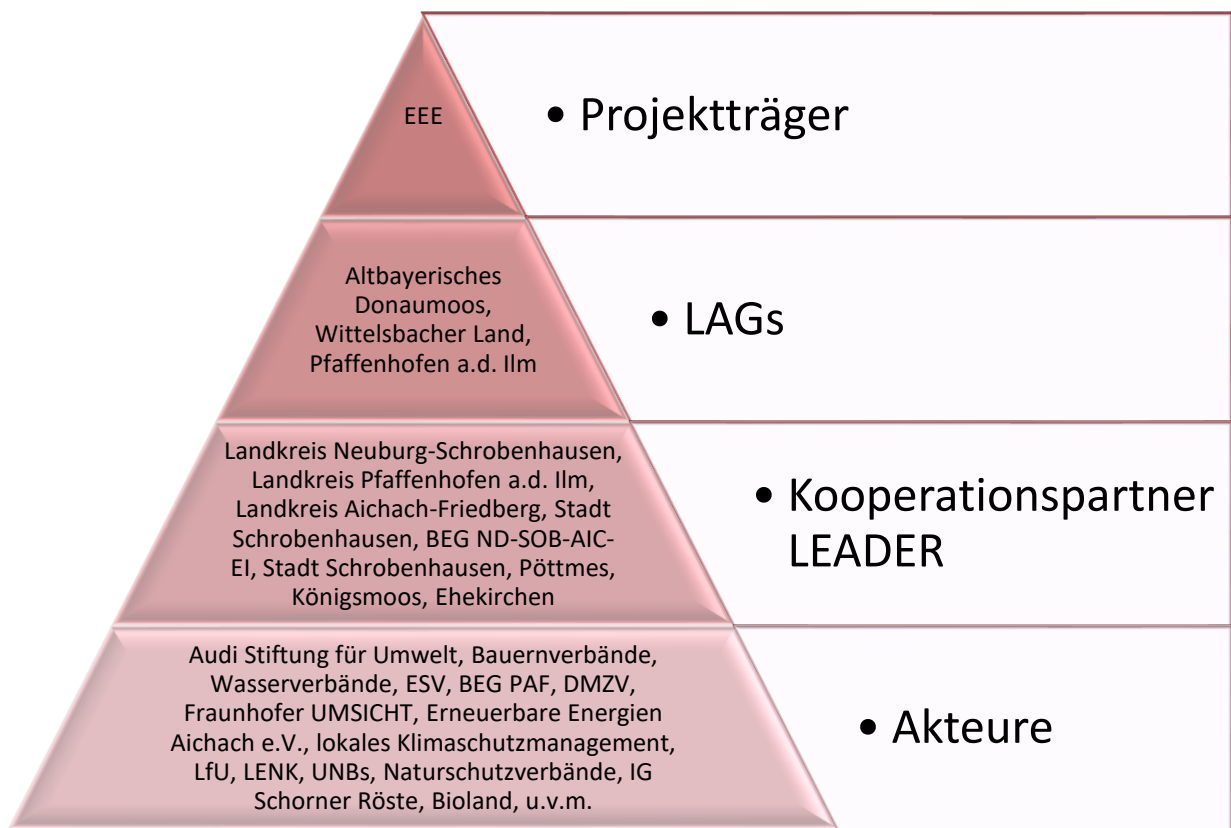 EEE
• Projektträger
Altbayerisches
Donaumoos,
Wittelsbacher Land,
Pfaffenhofen a.d. Ilm
• LAGs
Landkreis Neuburg-Schrobenhausen,
Landkreis Pfaffenhofen a.d. Ilm,
Landkreis Aichach-Friedberg, Stadt
Schrobenhausen, BEG ND-SOB-AIC-
EI, Stadt Schrobenhausen, Pöttmes,
Königsmoos, Ehekirchen
• Kooperationspartner
LEADER
Audi Stiftung für Umwelt, Bauernverbände,
Wasserverbände, ESV, BEG PAF, DMZV,
Fraunhofer UMSICHT, Erneuerbare Energien
Aichach e.V., lokales Klimaschutzmanagement,
LfU, LENK, UNBs, Naturschutzverbände, IG
Schorner Röste, Bioland, u.v.m.
• Akteure